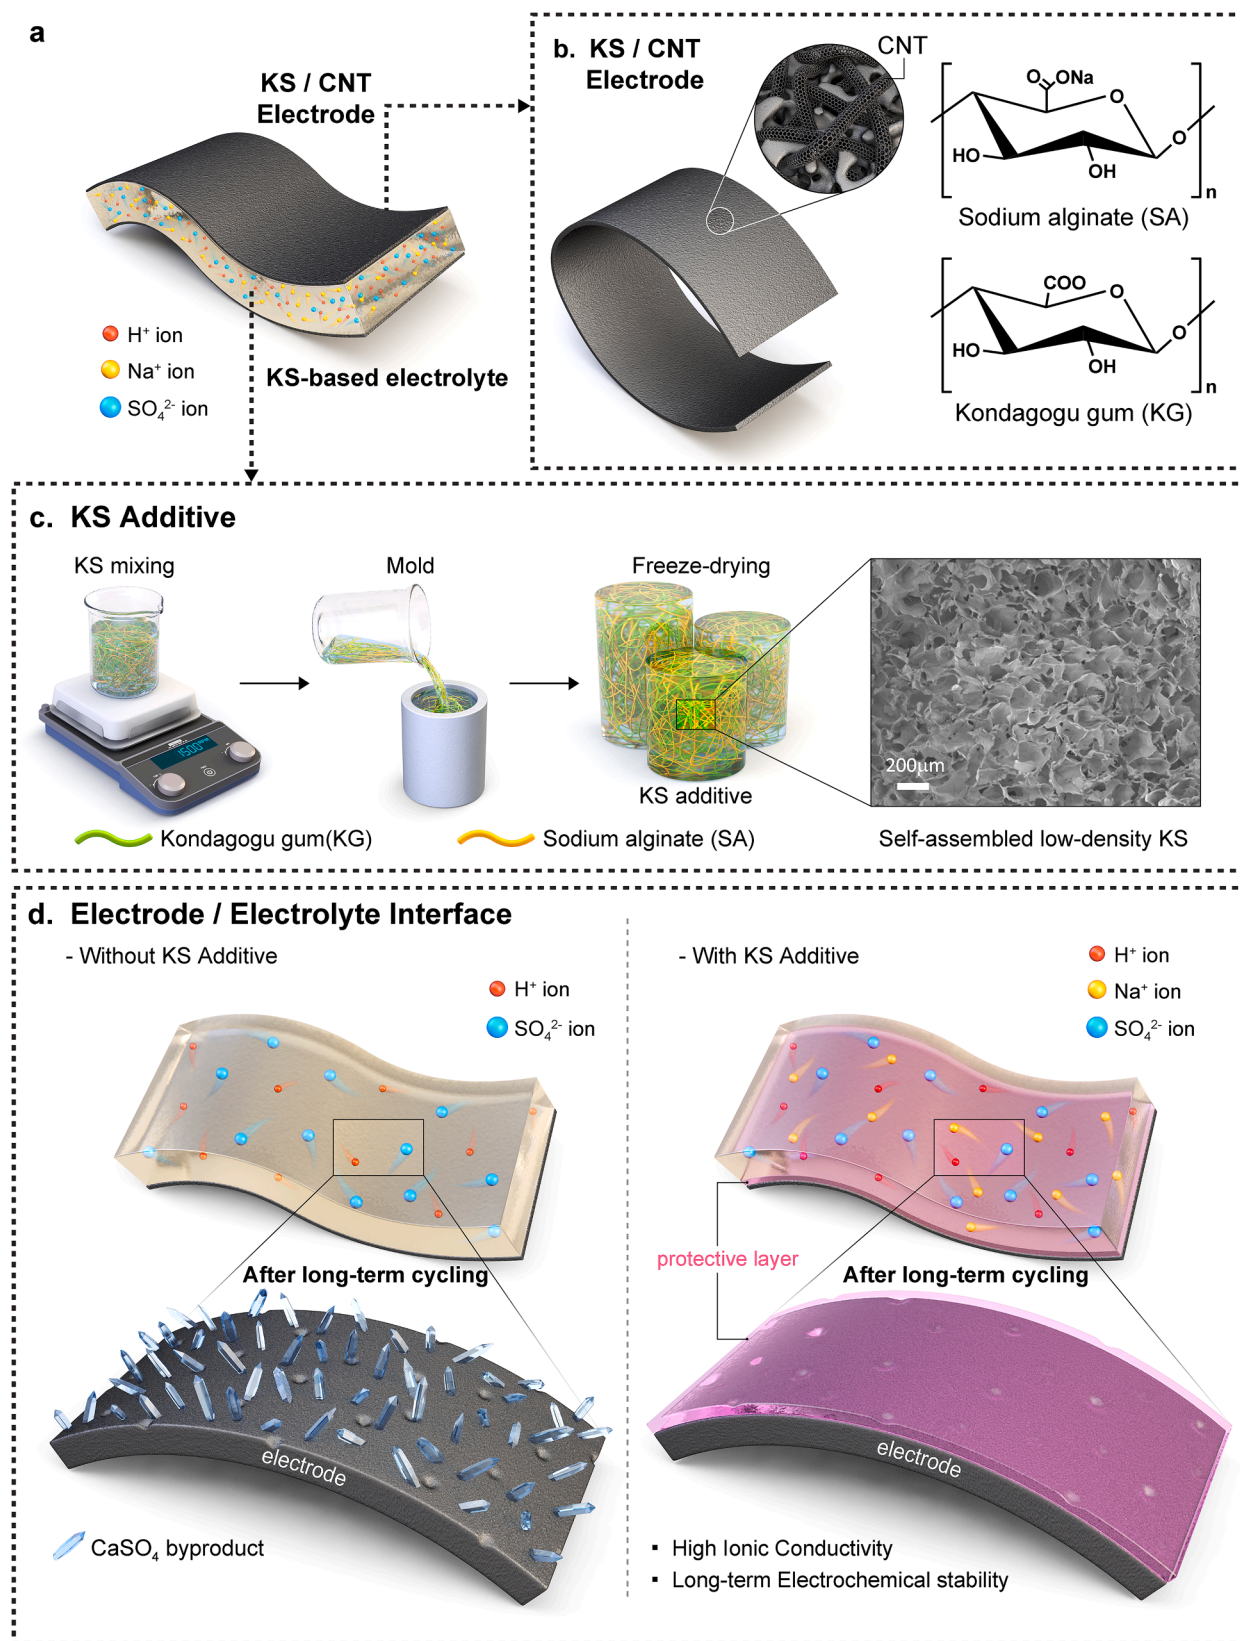 a
KS / CNT
Electrode
H⁺ ion
Na⁺ ion
SO₄²⁻ ion
KS-based electrolyte
b. KS / CNT
Electrode
CNT
O
ONa
O
O
HO
OH
n
Sodium alginate (SA)
COO
O
O
HO
OH
n
Kondagogu gum (KG)
c. KS Additive
KS mixing
Mold
Freeze-drying
1500
KS additive
200μm
Kondagogu gum(KG)
Sodium alginate (SA)
Self-assembled low-density KS
d. Electrode / Electrolyte Interface
- Without KS Additive
H⁺ ion
SO₄²⁻ ion
After long-term cycling
electrode
CaSO₄ byproduct
- With KS Additive
H⁺ ion
Na⁺ ion
SO₄²⁻ ion
protective layer
After long-term cycling
electrode
▪ High Ionic Conductivity
▪ Long-term Electrochemical stability